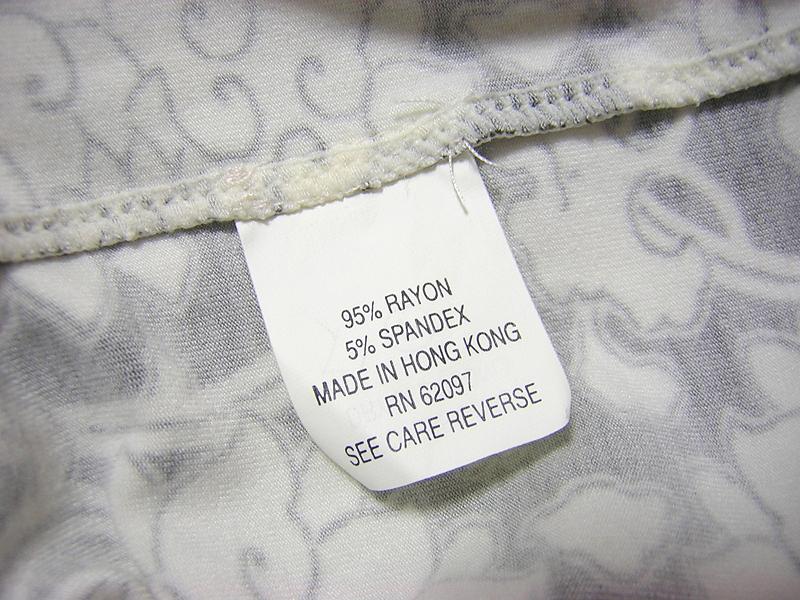 95% RAYON
5% SPANDEX
MADE IN HONG KONG
RN 62097
SEE CARE REVERSE